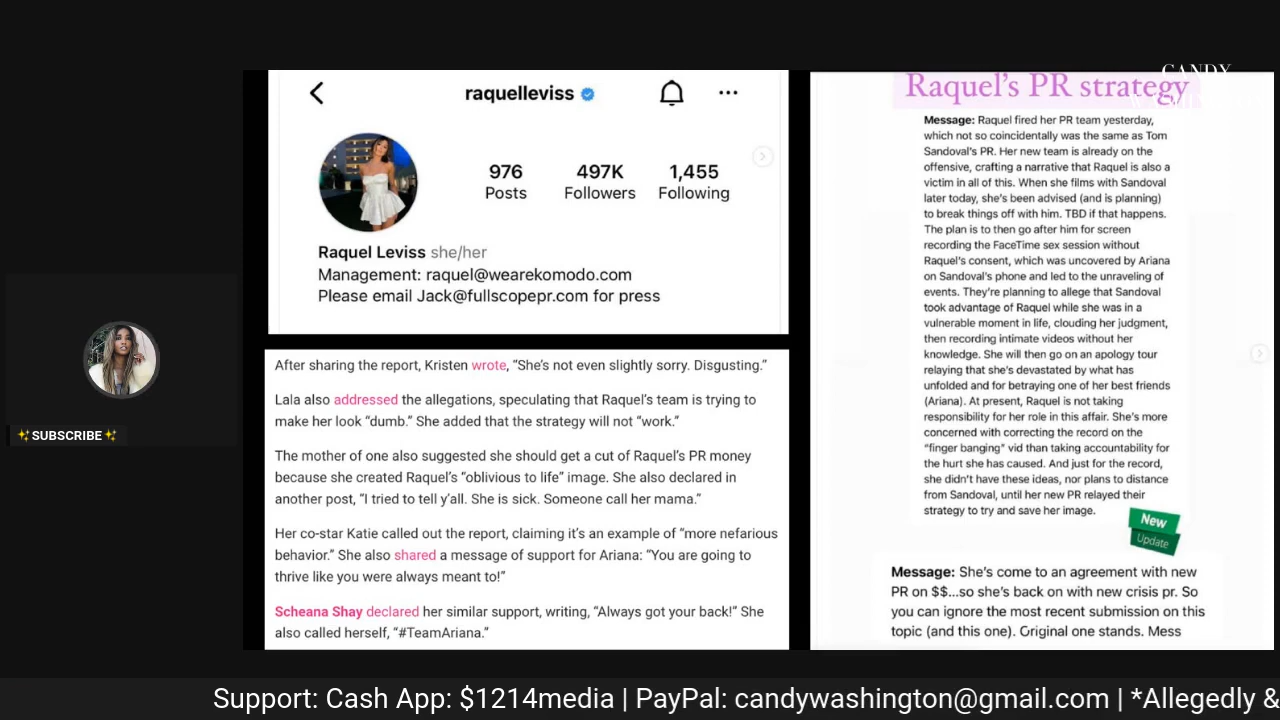 raquelleviss
976
497K
1,455
Posts
Followers
Following
Raquel Leviss she/her
Management: raquel@wearekomodo.com
Please email Jack@fullscopepr.com for press
After sharing the report, Kristen wrote, “She’s not even slightly sorry. Disgusting.”
Lala also addressed the allegations, speculating that Raquel’s team is trying to
make her look “dumb.” She added that the strategy will not “work.”
The mother of one also suggested she should get a cut of Raquel’s PR money
because she created Raquel’s “oblivious to life” image. She also declared in
another post, “I tried to tell y’all. She is sick. Someone call her mama.”
Her co-star Katie called out the report, claiming it’s an example of “more nefarious
behavior.” She also shared a message of support for Ariana: “You are going to
thrive like you were always meant to!”
Scheana Shay declared her similar support, writing, “Always got your back!” She
also called herself, “#TeamAriana.”
CANDY
Raquel’s PR strategy
Message: Raquel fired her PR team yesterday,
which not so coincidentally was the same as Tom
Sandoval’s PR. Her new team is already on the
offensive, crafting a narrative that Raquel is also a
victim in all of this. When she films with Sandoval
later today, she’s been advised (and is planning)
to break things off with him. TBD if that happens.
The plan is to then go after him for screen
recording the FaceTime sex session without
Raquel’s consent, which was uncovered by Ariana
on Sandoval’s phone and led to the unraveling of
events. They’re planning to allege that Sandoval
took advantage of Raquel while she was in a
vulnerable moment in life, clouding her judgment,
then recording intimate videos without her
knowledge. She will then go on an apology tour
relaying that she’s devastated by what has
unfolded and for betraying one of her best friends
(Ariana). At present, Raquel is not taking
responsibility for her role in this affair. She’s more
concerned with correcting the record on the
“finger banging” vid than taking accountability for
the hurt she has caused. And just for the record,
she didn’t have these ideas, nor plans to distance
from Sandoval, until her new PR relayed their
strategy to try and save her image.
New
Update
Message: She’s come to an agreement with new
PR on $$...so she’s back on with new crisis pr. So
you can ignore the most recent submission on this
topic (and this one). Original one stands. Mess
✨SUBSCRIBE✨
Support: Cash App: $1214media | PayPal: candywashington@gmail.com | *Allegedly &